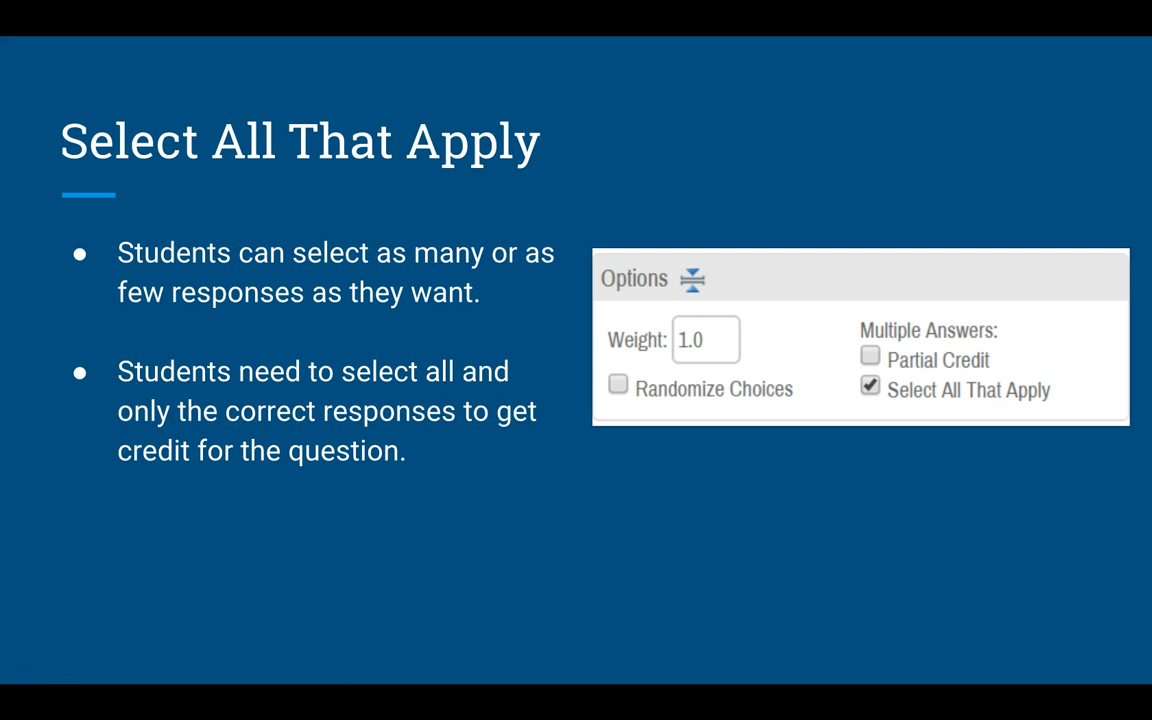 Select All That Apply
● Students can select as many or as
few responses as they want.
● Students need to select all and
only the correct responses to get
credit for the question.
Options
Weight: 1.0
Randomize Choices
Multiple Answers:
Partial Credit
Select All That Apply